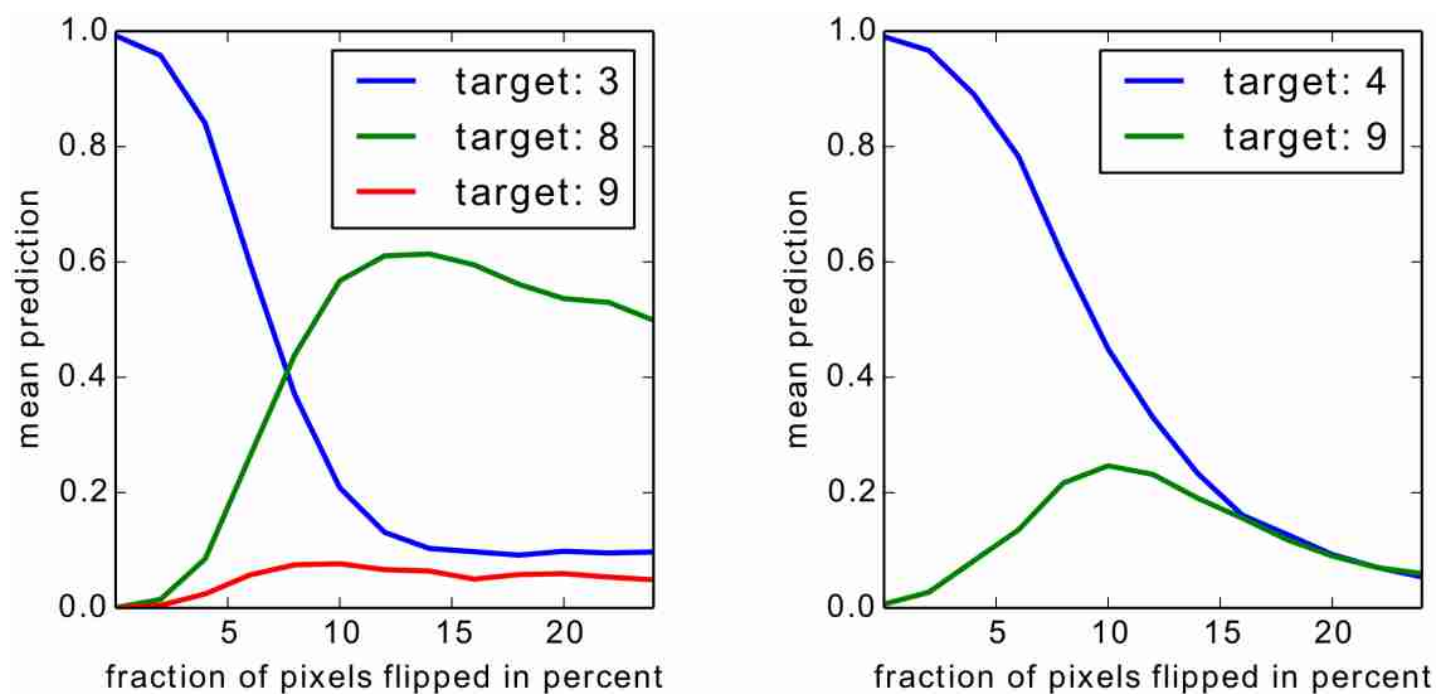 1.0
0.8
0.6
0.4
0.2
0.0
mean prediction
target: 3
target: 8
target: 9
5 10 15 20
fraction of pixels flipped in percent
1.0
0.8
0.6
0.4
0.2
0.0
mean prediction
target: 4
target: 9
5 10 15 20
fraction of pixels flipped in percent